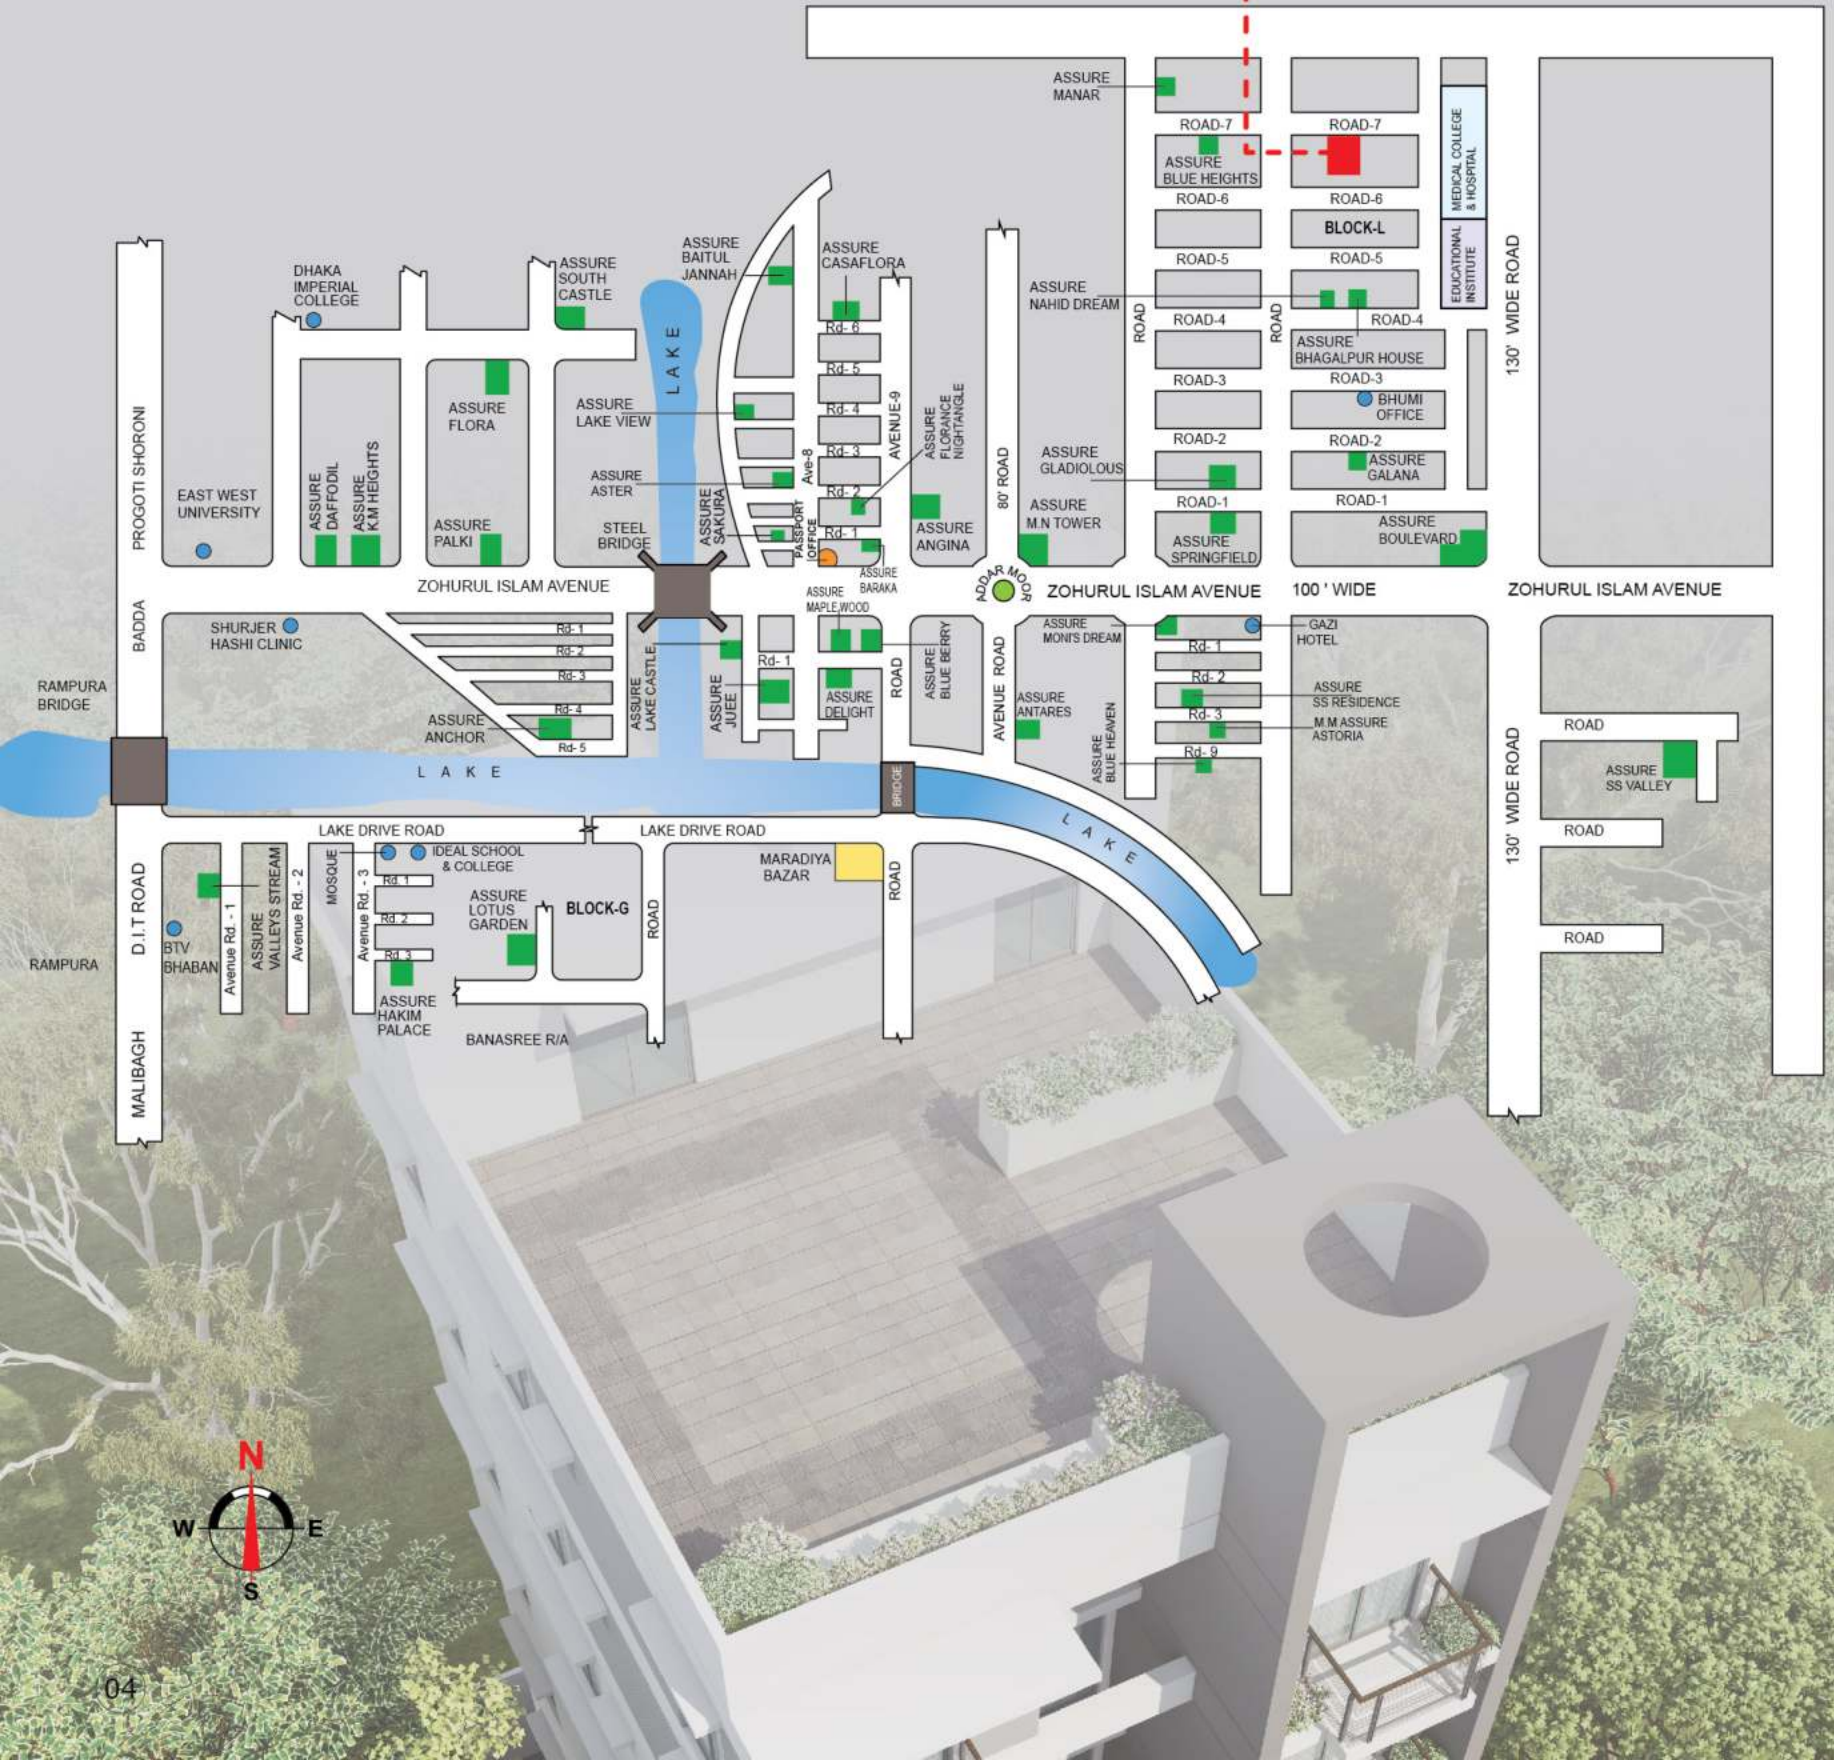 ASSURE
MANAR
ROAD-7
ROAD-7
ASSURE
BLUE HEIGHTS
MEDICAL COLLEGE
& HOSPITAL
ROAD-6
ROAD-6
BLOCK-L
ROAD-5
ROAD-5
EDUCATIONAL
INSTITUTE
130' WIDE ROAD
ASSURE
NAHID DREAM
ROAD
ROAD-4
ROAD
ROAD-4
ASSURE
BHAGALPUR HOUSE
ROAD-3
ROAD-3
BHUMI
OFFICE
ROAD-2
ROAD-2
ASSURE
GLADIOLOUS
ASSURE
GALANA
ROAD-1
ROAD-1
ASSURE
M.N TOWER
ASSURE
SPRINGFIELD
ASSURE
BOULEVARD
80' ROAD
DHAKA
IMPERIAL
COLLEGE
ASSURE
SOUTH
CASTLE
ASSURE
BAITUL
JANNAH
ASSURE
CASAFLORA
LAKE
Rd- 6
Rd- 5
Rd- 4
Rd- 3
Rd- 2
Rd- 1
AVENUE-9
ASSURE
FLORANCE
NIGHTANGLE
Ave-8
PASSPORT
OFFICE
ASSURE
LAKE VIEW
ASSURE
ASTER
ASSURE
SAKURA
STEEL
BRIDGE
ASSURE
ANGINA
ASSURE
BARAKA
ASSURE
FLORA
ASSURE
PALKI
ASSURE
DAFFODIL
ASSURE
K.M HEIGHTS
EAST WEST
UNIVERSITY
PROGOTI SHORONI
BADDA
ZOHURUL ISLAM AVENUE
ADDAR MOOR
ZOHURUL ISLAM AVENUE
100 ' WIDE
ZOHURUL ISLAM AVENUE
SHURJER
HASHI CLINIC
Rd- 1
Rd- 2
Rd- 3
Rd- 4
Rd- 5
ASSURE
ANCHOR
ASSURE
LAKE CASTLE
ASSURE
JUEE
Rd- 1
ASSURE
MAPLE WOOD
ASSURE
DELIGHT
ROAD
ASSURE
BLUE BERRY
AVENUE ROAD
ASSURE
MONI'S DREAM
GAZI
HOTEL
Rd- 1
Rd- 2
Rd- 3
Rd- 9
ASSURE
SS RESIDENCE
M.M ASSURE
ASTORIA
ASSURE
ANTARES
ASSURE
BLUE HEAVEN
130' WIDE ROAD
ROAD
ASSURE
SS VALLEY
ROAD
ROAD
RAMPURA
BRIDGE
LAKE
BRIDGE
LAKE
LAKE DRIVE ROAD
LAKE DRIVE ROAD
MARADIYA
BAZAR
ROAD
D.I.T ROAD
RAMPURA
MALIBAGH
BTV
BHABAN
Avenue Rd. - 1
ASSURE
VALLEYS STREAM
Avenue Rd. - 2
MOSQUE
Avenue Rd. - 3
IDEAL SCHOOL
& COLLEGE
Rd. 1
Rd. 2
Rd. 3
ASSURE
HAKIM
PALACE
ASSURE
LOTUS
GARDEN
BLOCK-G
ROAD
BANASREE R/A
N
W
E
S
04